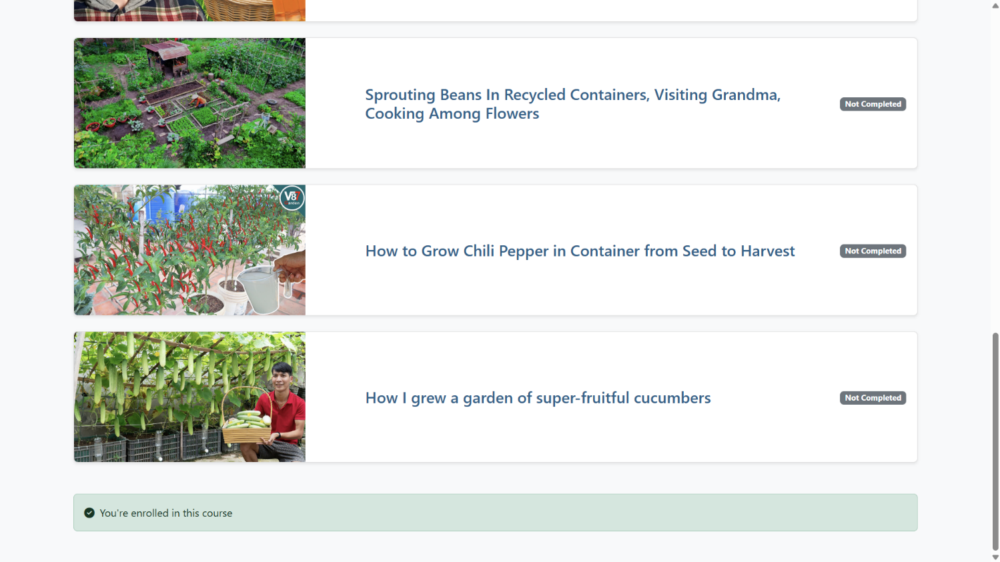 Sprouting Beans In Recycled Containers, Visiting Grandma,
Cooking Among Flowers
Not Completed
V87
Garden
How to Grow Chili Pepper in Container from Seed to Harvest
Not Completed
How I grew a garden of super-fruitful cucumbers
Not Completed
You're enrolled in this course